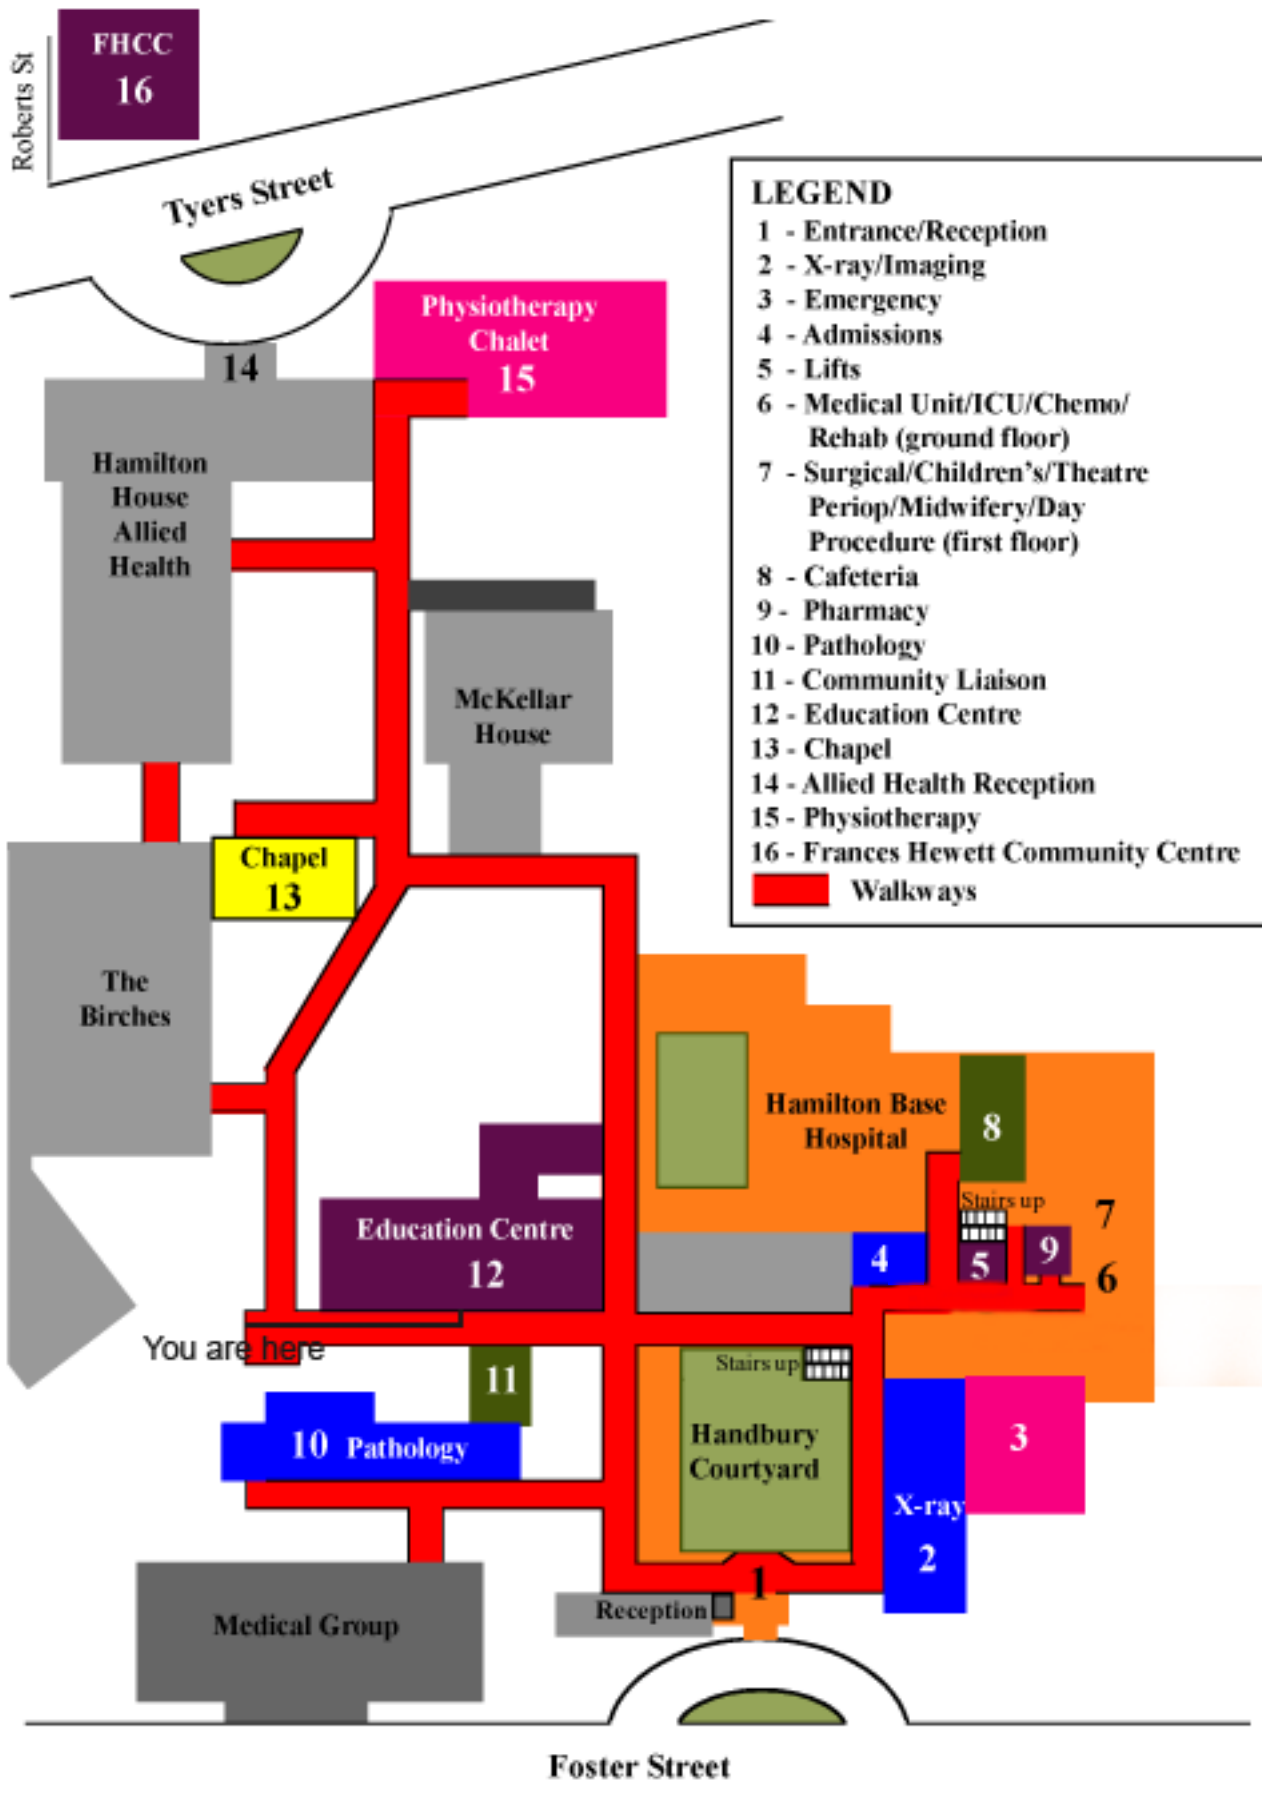 FHCC
16
Roberts St
Tyers Street
LEGEND
1 - Entrance/Reception
2 - X-ray/Imaging
3 - Emergency
4 - Admissions
5 - Lifts
6 - Medical Unit/ICU/Chemo/
Rehab (ground floor)
7 - Surgical/Children's/Theatre
Periop/Midwifery/Day
Procedure (first floor)
8 - Cafeteria
9 - Pharmacy
10 - Pathology
11 - Community Liaison
12 - Education Centre
13 - Chapel
14 - Allied Health Reception
15 - Physiotherapy
16 - Frances Hewett Community Centre
Walkways
Physiotherapy
Chalet
15
14
Hamilton
House
Allied
Health
McKellar
House
Chapel
13
The
Birches
Hamilton Base
Hospital
8
Stairs up
7
Education Centre
12
4
5
9
6
You are here
Stairs up
11
Handbury
Courtyard
3
10 Pathology
X-ray
2
1
Reception
Medical Group
Foster Street